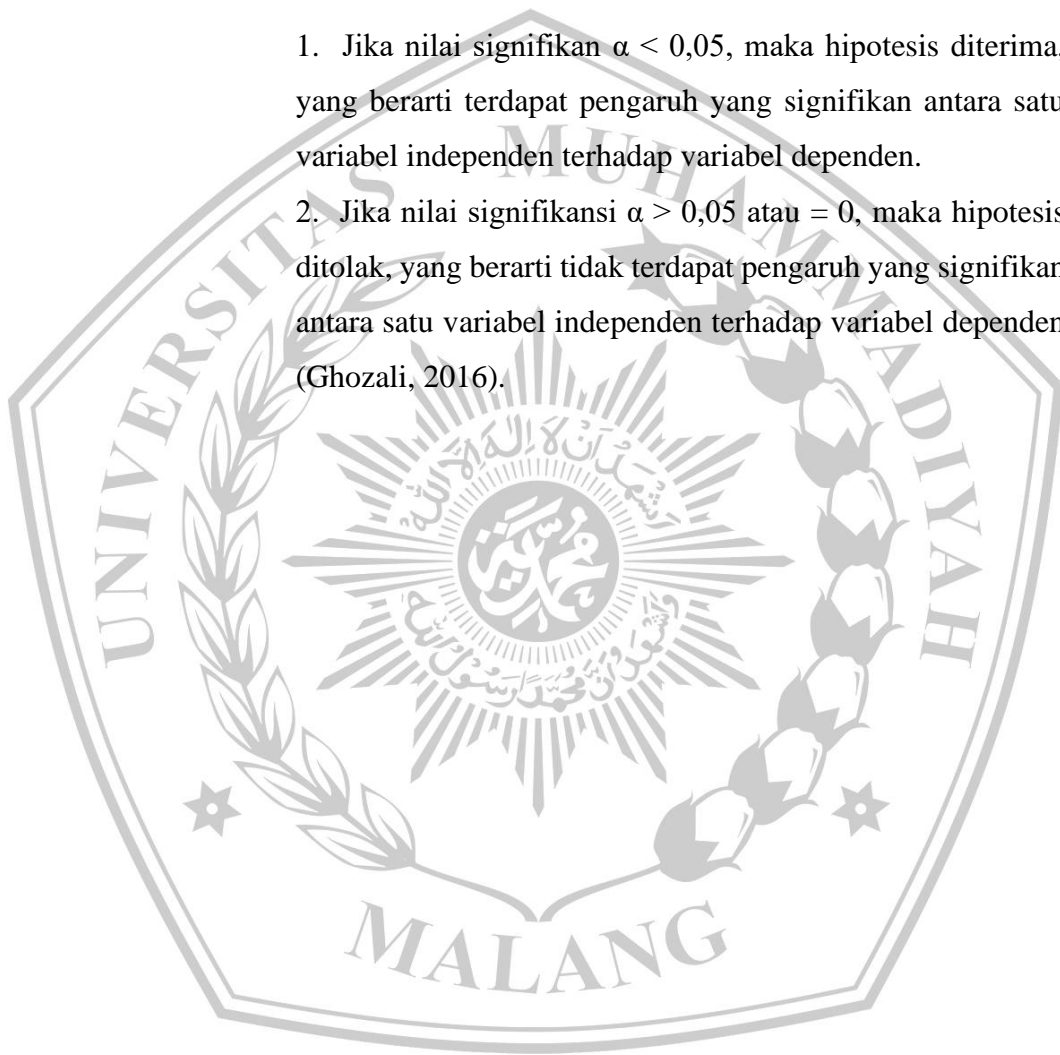 1. Jika nilai signifikan α < 0,05, maka hipotesis diterima,
yang berarti terdapat pengaruh yang signifikan antara satu
variabel independen terhadap variabel dependen.
2. Jika nilai signifikansi α > 0,05 atau = 0, maka hipotesis
ditolak, yang berarti tidak terdapat pengaruh yang signifikan
antara satu variabel independen terhadap variabel dependen
(Ghozali, 2016).
UNIVERSITAS MUHAMMADIYAH
MALANG